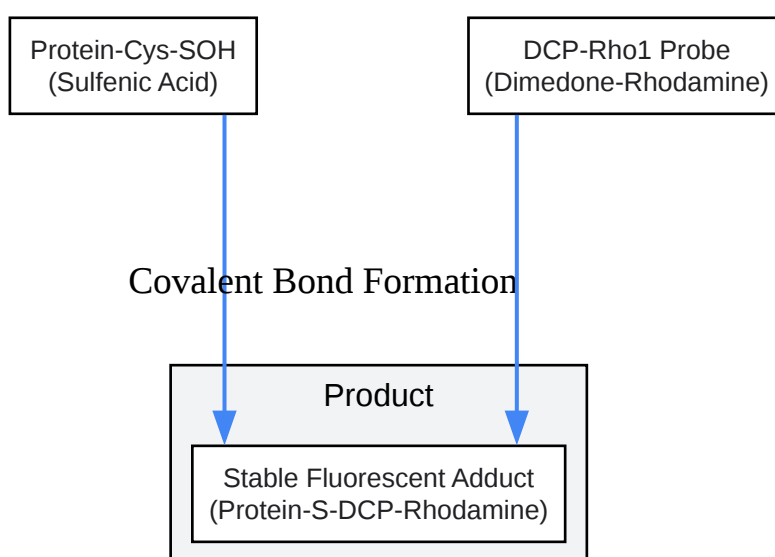 Protein-Cys-SOH
(Sulfenic Acid)
DCP-Rho1 Probe
(Dimedone-Rhodamine)
Covalent Bond Formation
Product
Stable Fluorescent Adduct
(Protein-S-DCP-Rhodamine)